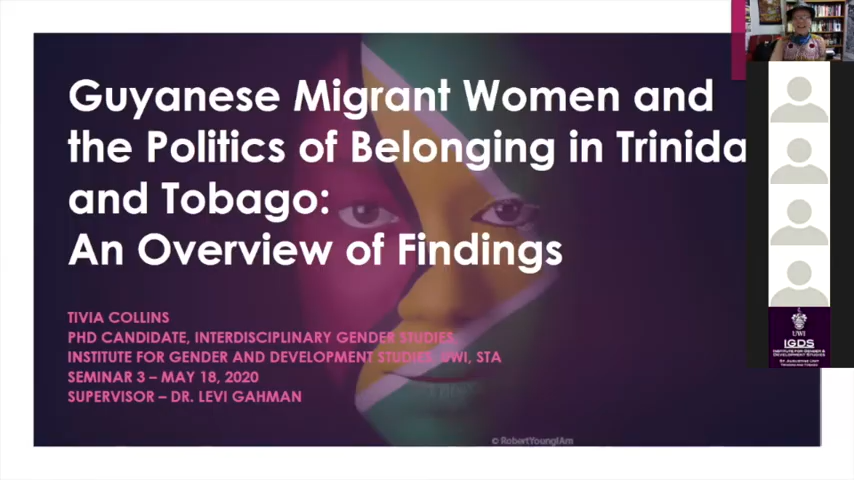 Guyanese Migrant Women and
the Politics of Belonging in Trinida
and Tobago:
An Overview of Findings
TIVIA COLLINS
PHD CANDIDATE, INTERDISCIPLINARY GENDER STUDIES,
INSTITUTE FOR GENDER AND DEVELOPMENT STUDIES, UWI, STA
SEMINAR 3 – MAY 18, 2020
SUPERVISOR – DR. LEVI GAHMAN
© RobertYoungIAm
UWI
IGDS
INSTITUTE FOR GENDER &
DEVELOPMENT STUDIES